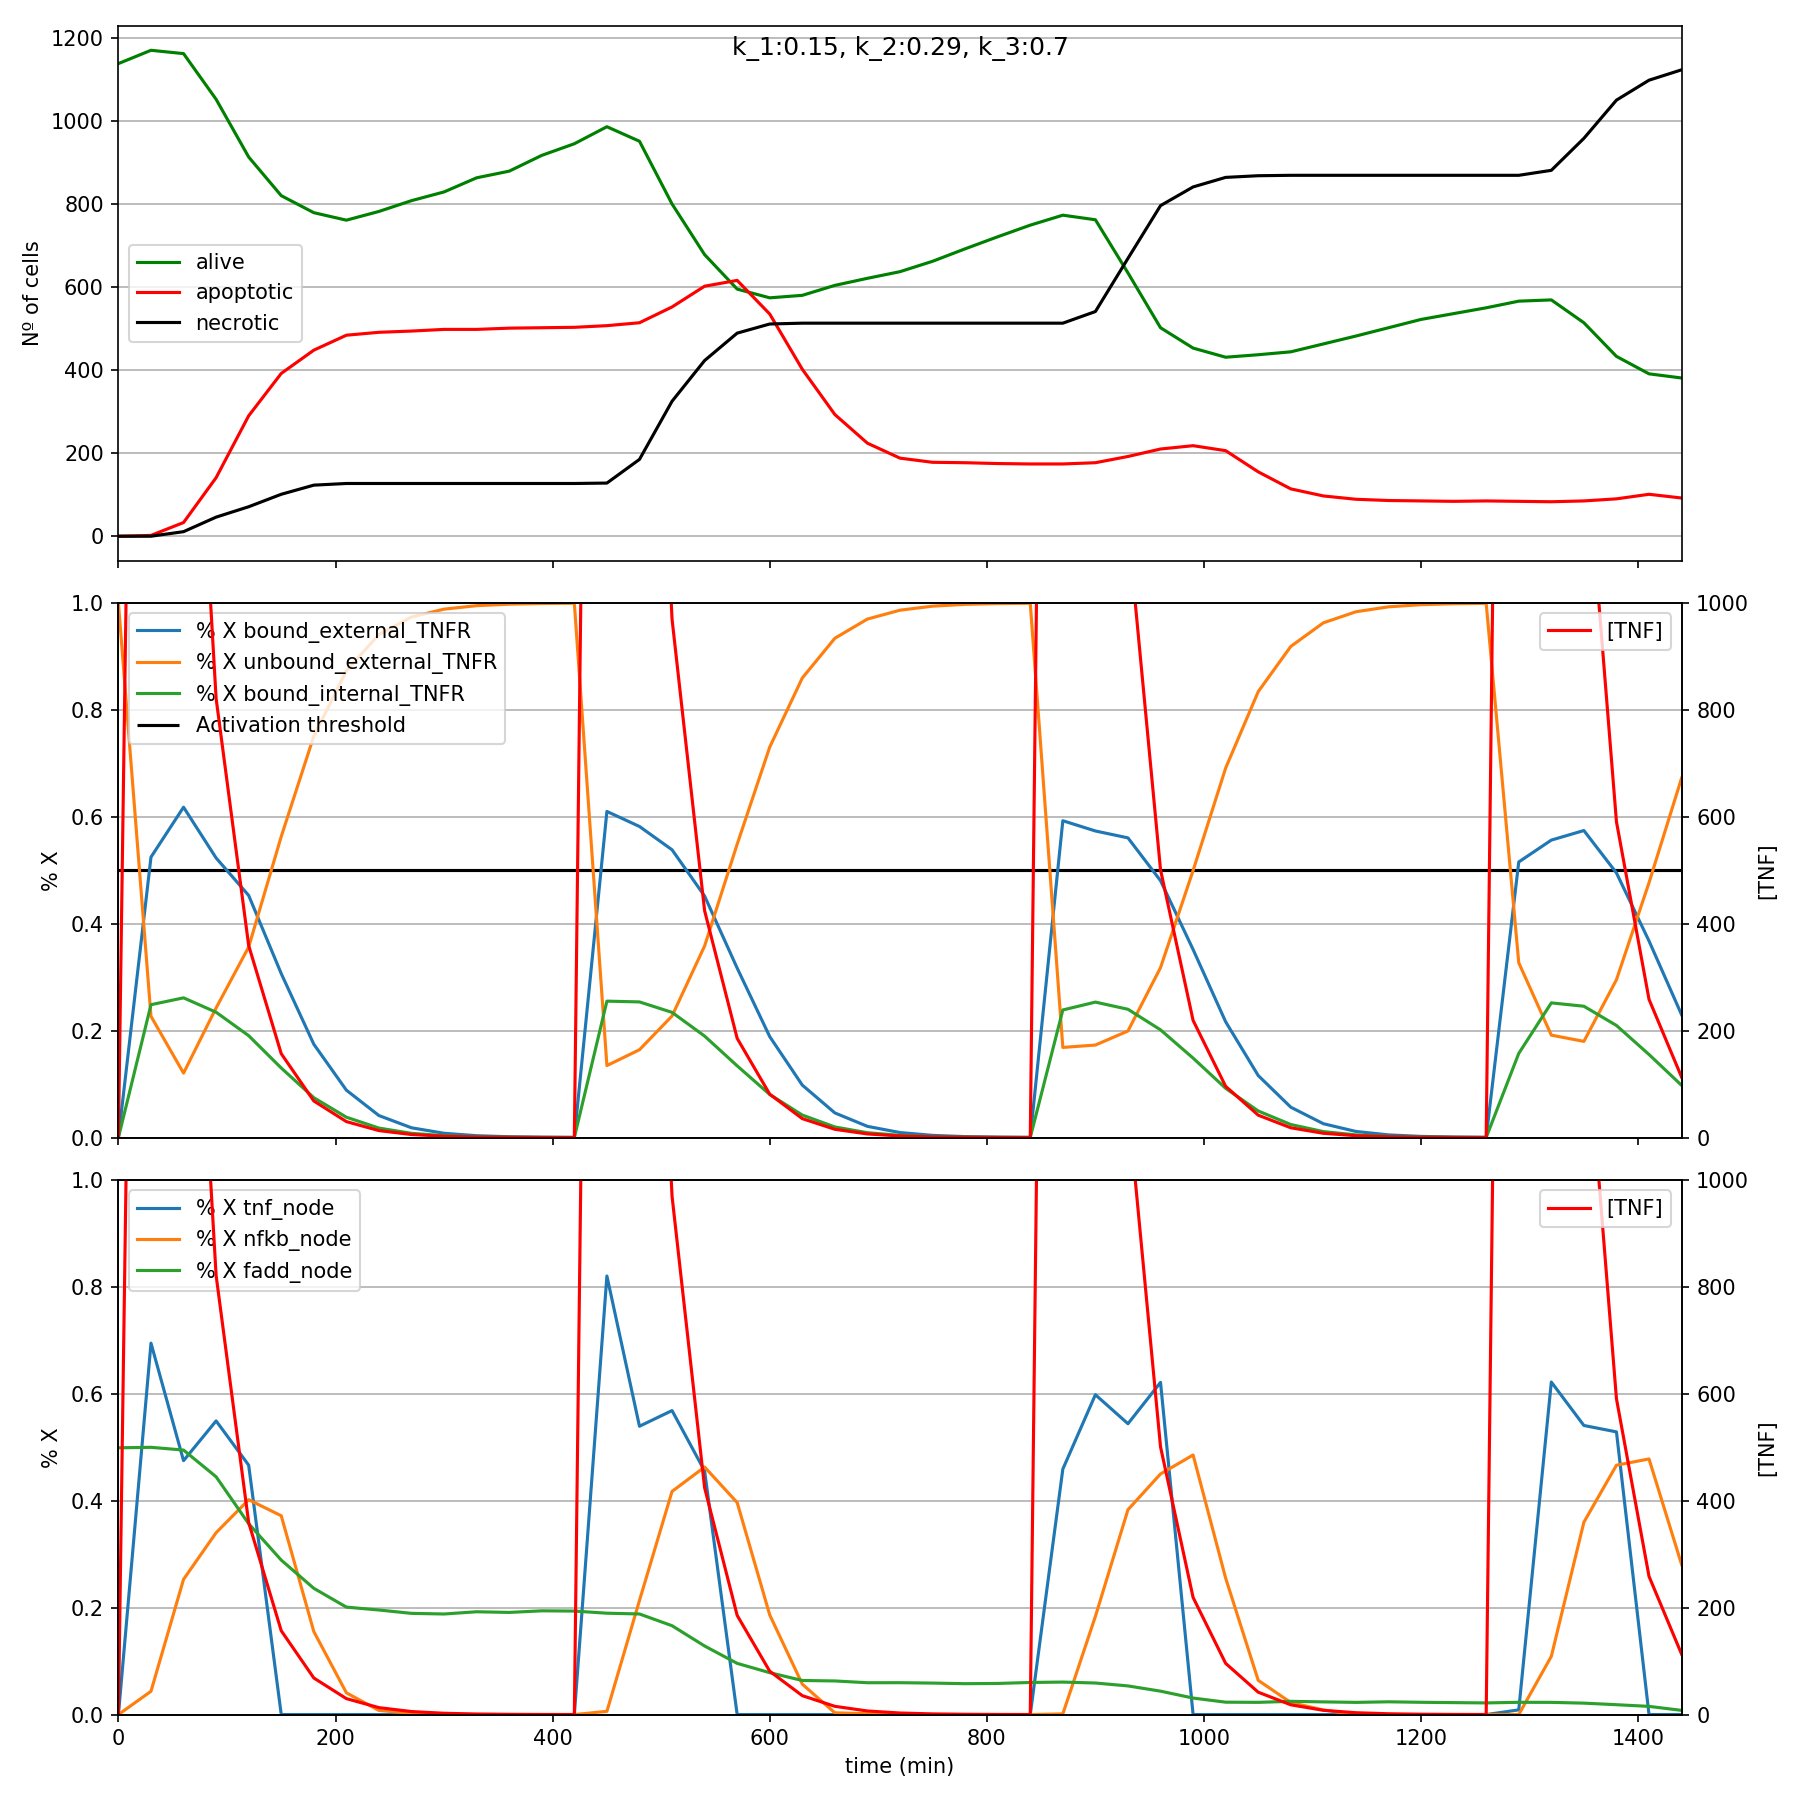 k_1:0.15, k_2:0.29, k_3:0.7
1200
1000
800
600
400
200
0
Nº of cells
alive
apoptotic
necrotic
1.0
0.8
0.6
0.4
0.2
0.0
% X
% X bound_external_TNFR
% X unbound_external_TNFR
% X bound_internal_TNFR
Activation threshold
[TNF]
1000
800
600
400
200
0
[TNF]
1.0
0.8
0.6
0.4
0.2
0.0
% X
% X tnf_node
% X nfkb_node
% X fadd_node
[TNF]
1000
800
600
400
200
0
[TNF]
0 200 400 600 800 1000 1200 1400
time (min)